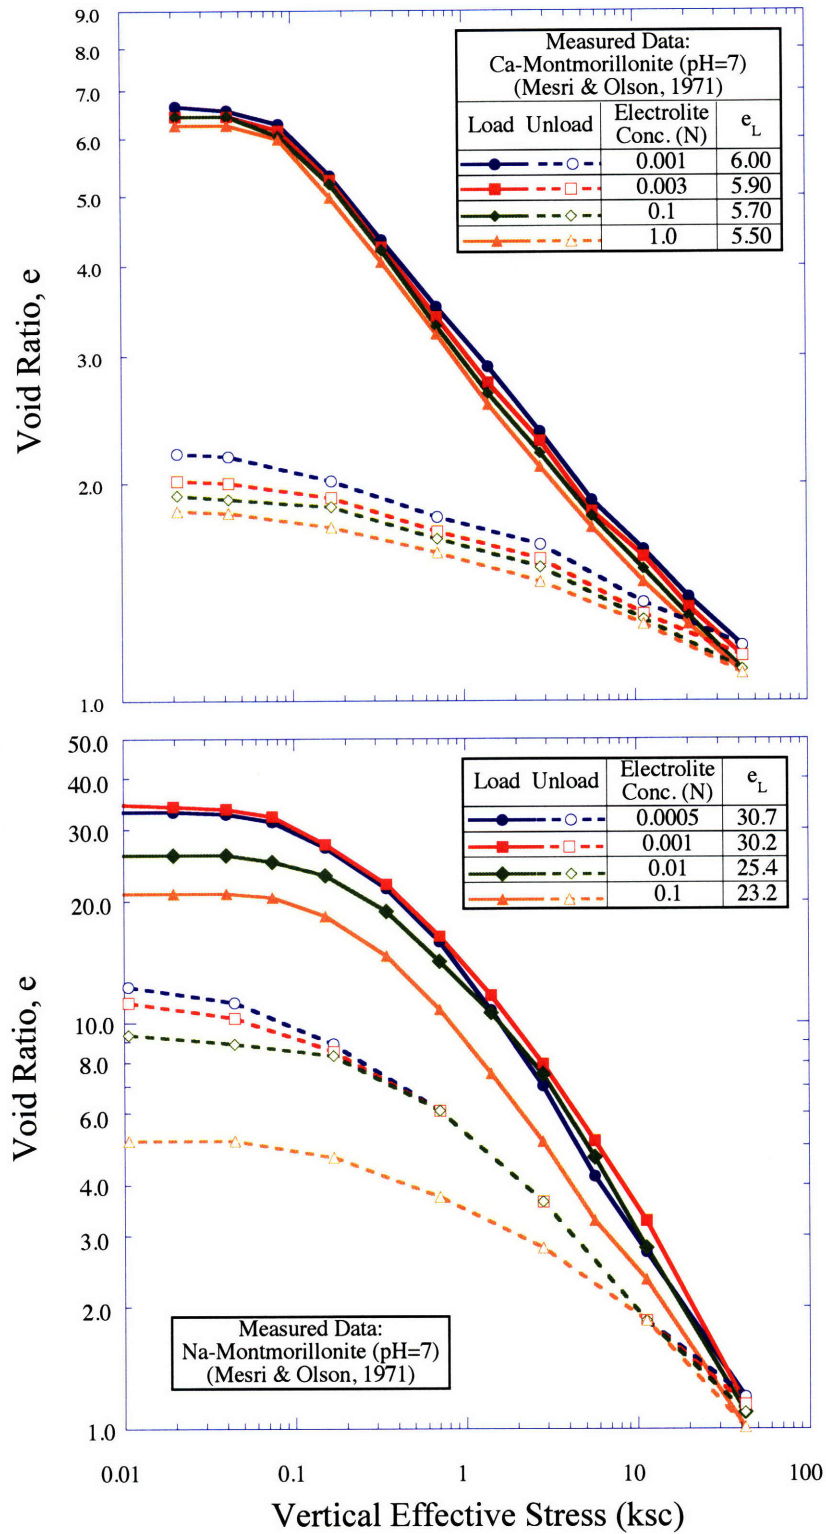 9.0
8.0
7.0
6.0
5.0
4.0
3.0
2.0
1.0
Void Ratio, e
Measured Data:
Ca-Montmorillonite (pH=7)
(Mesri & Olson, 1971)
Load Unload Electrolite Conc. (N) eL
0.001 6.00
0.003 5.90
0.1 5.70
1.0 5.50
50.0
40.0
30.0
20.0
10.0
8.0
6.0
4.0
3.0
2.0
1.0
Void Ratio, e
Load Unload Electrolite Conc. (N) eL
0.0005 30.7
0.001 30.2
0.01 25.4
0.1 23.2
Measured Data:
Na-Montmorillonite (pH=7)
(Mesri & Olson, 1971)
0.01 0.1 1 10 100
Vertical Effective Stress (ksc)